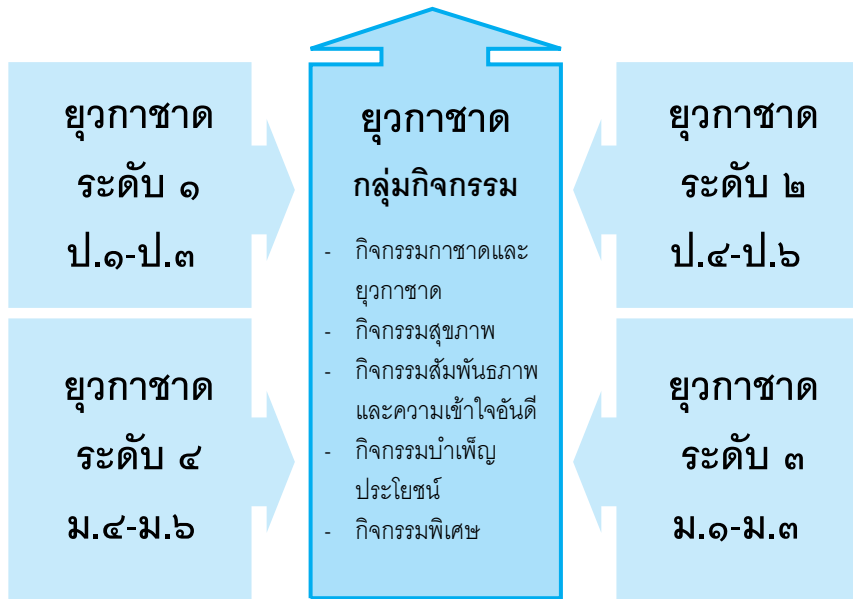 ยุวกาชาด
ระดับ ๑
ป.๑-ป.๓
ยุวกาชาด
กลุ่มกิจกรรม
- กิจกรรมกาชาดและ
ยุวกาชาด
- กิจกรรมสุขภาพ
- กิจกรรมสัมพันธภาพ
และความเข้าใจอันดี
- กิจกรรมบำเพ็ญ
ประโยชน์
- กิจกรรมพิเศษ
ยุวกาชาด
ระดับ ๒
ป.๔-ป.๖
ยุวกาชาด
ระดับ ๔
ม.๔-ม.๖
ยุวกาชาด
ระดับ ๓
ม.๑-ม.๓